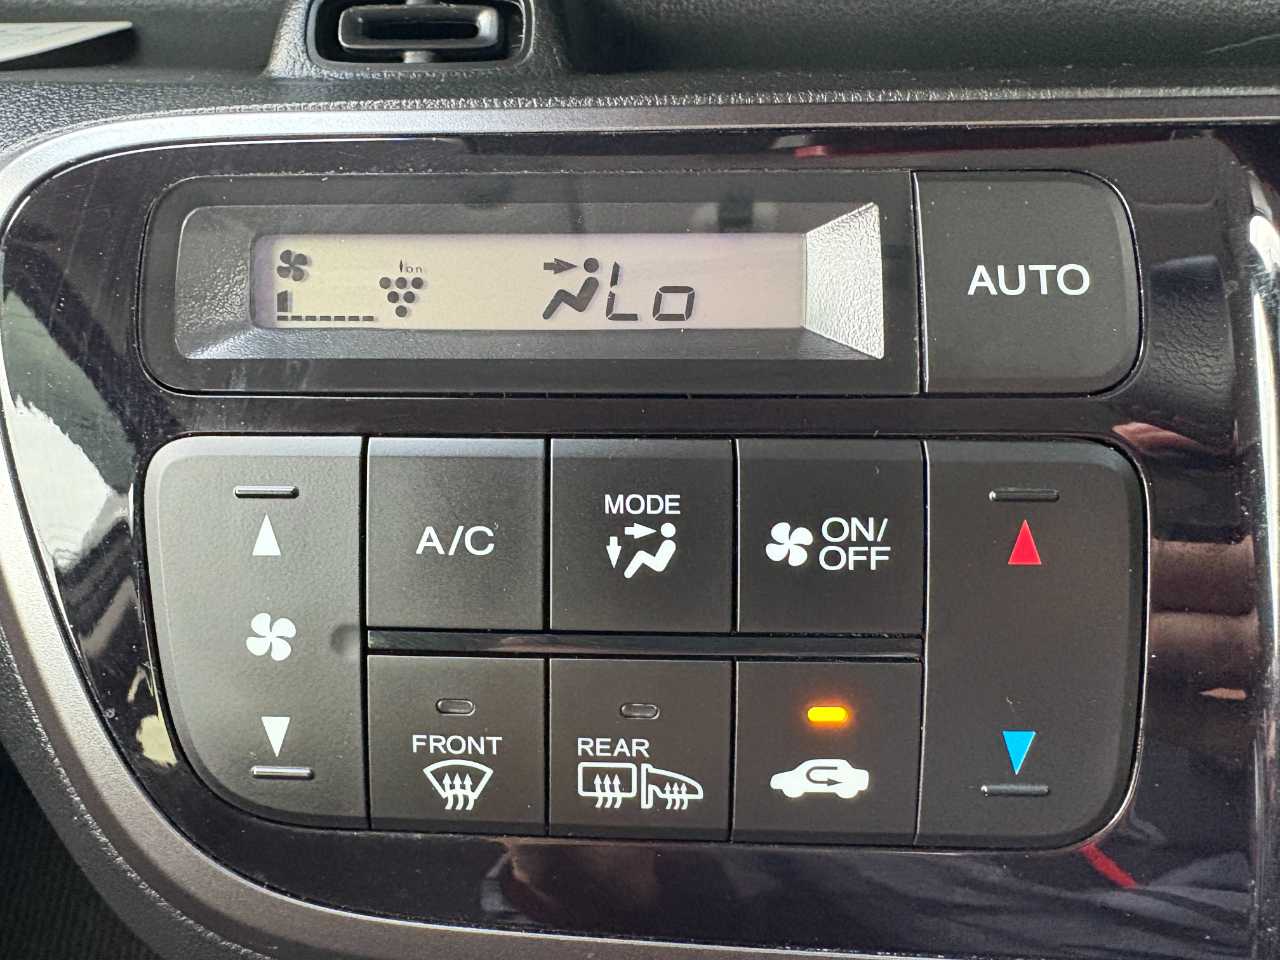 ion
Lo
AUTO
A/C
MODE
ON/
OFF
FRONT
REAR